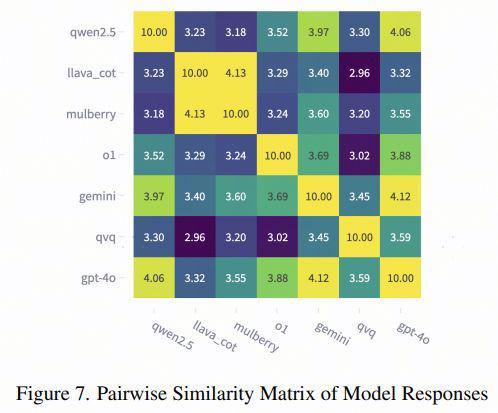 qwen2.5 10.00 3.23 3.18 3.52 3.97 3.30 4.06
llava_cot 3.23 10.00 4.13 3.29 3.40 2.96 3.32
mulberry 3.18 4.13 10.00 3.24 3.60 3.20 3.55
o1 3.52 3.29 3.24 10.00 3.69 3.02 3.88
gemini 3.97 3.40 3.60 3.69 10.00 3.45 4.12
qvq 3.30 2.96 3.20 3.02 3.45 10.00 3.59
gpt-4o 4.06 3.32 3.55 3.88 4.12 3.59 10.00
qwen2.5 llava_cot mulberry o1 gemini qvq gpt-4o
Figure 7. Pairwise Similarity Matrix of Model Responses